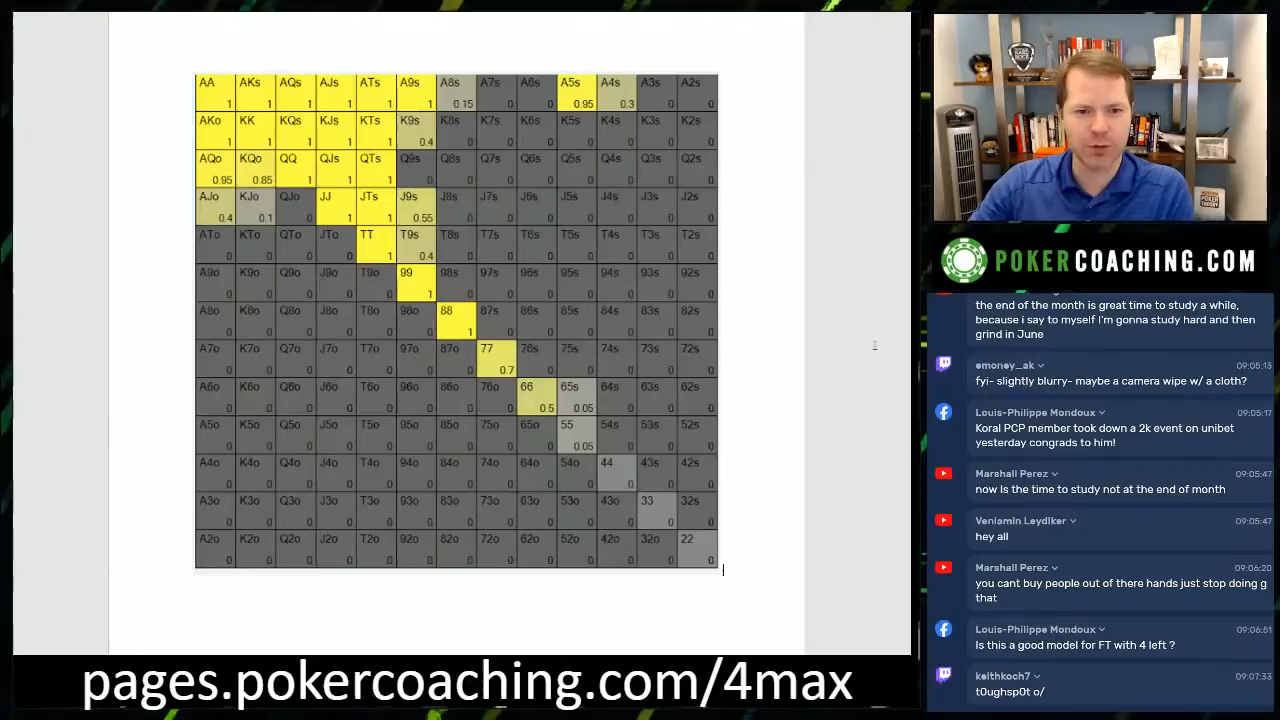 AA AKs AQs AJs ATs A9s A8s A7s A6s A5s A4s A3s A2s
1 1 1 1 1 1 0.15 0 0 0.95 0.3 0 0
AKo KK KQs KJs KTs K9s K8s K7s K6s K5s K4s K3s K2s
1 1 1 1 1 0.4 0 0 0 0 0 0 0
AQo KQo QQ QJs QTs Q9s Q8s Q7s Q6s Q5s Q4s Q3s Q2s
0.95 0.85 1 1 1 0 0 0 0 0 0 0 0
AJo KJo QJo JJ JTs J9s J8s J7s J6s J5s J4s J3s J2s
0.4 0.1 0 1 1 0.55 0 0 0 0 0 0 0
ATo KTo QTo JTo TT T9s T8s T7s T6s T5s T4s T3s T2s
0 0 0 0 1 0.4 0 0 0 0 0 0 0
A9o K9o Q9o J9o T9o 99 98s 97s 96s 95s 94s 93s 92s
0 0 0 0 0 1 0 0 0 0 0 0 0
A8o K8o Q8o J8o T8o 98o 88 87s 86s 85s 84s 83s 82s
0 0 0 0 0 0 1 0 0 0 0 0 0
A7o K7o Q7o J7o T7o 97o 87o 77 76s 75s 74s 73s 72s
0 0 0 0 0 0 0 0.7 0 0 0 0 0
A6o K6o Q6o J6o T6o 96o 86o 76o 66 65s 64s 63s 62s
0 0 0 0 0 0 0 0 0.5 0.05 0 0 0
A5o K5o Q5o J5o T5o 95o 85o 75o 65o 55 54s 53s 52s
0 0 0 0 0 0 0 0 0 0.05 0 0 0
A4o K4o Q4o J4o T4o 94o 84o 74o 64o 54o 44 43s 42s
0 0 0 0 0 0 0 0 0 0 0 0 0
A3o K3o Q3o J3o T3o 93o 83o 73o 63o 53o 43o 33 32s
0 0 0 0 0 0 0 0 0 0 0 0 0
A2o K2o Q2o J2o T2o 92o 82o 72o 62o 52o 42o 32o 22
0 0 0 0 0 0 0 0 0 0 0 0 0
pages.pokercoaching.com/4max
POKERCOACHING.COM
the end of the month is great time to study a while,
because i say to myself I'm gonna study hard and then
grind in June
emoney_ak 09:05:13
fyi- slightly blurry- maybe a camera wipe w/ a cloth?
Louis-Philippe Mondoux 09:05:17
Koral PCP member took down a 2k event on unibet
yesterday congrads to him!
Marshall Perez 09:05:47
now is the time to study not at the end of month
Veniamin Leydiker 09:05:47
hey all
Marshall Perez 09:06:20
you cant buy people out of there hands just stop doing g
that
Louis-Philippe Mondoux 09:06:51
Is this a good model for FT with 4 left ?
keithkoch7 09:07:33
t0ughsp0t o/